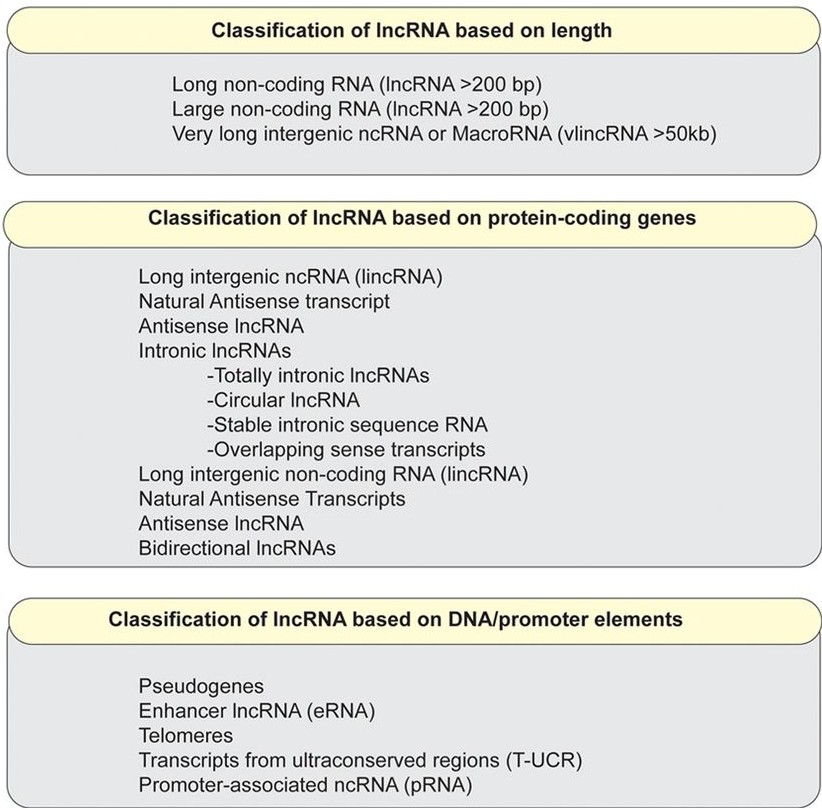 Classification of lncRNA based on length
Long non-coding RNA (lncRNA >200 bp)
Large non-coding RNA (lncRNA >200 bp)
Very long intergenic ncRNA or MacroRNA (vlincRNA >50kb)
Classification of lncRNA based on protein-coding genes
Long intergenic ncRNA (lincRNA)
Natural Antisense transcript
Antisense lncRNA
Intronic lncRNAs
-Totally intronic lncRNAs
-Circular lncRNA
-Stable intronic sequence RNA
-Overlapping sense transcripts
Long intergenic non-coding RNA (lincRNA)
Natural Antisense Transcripts
Antisense lncRNA
Bidirectional lncRNAs
Classification of lncRNA based on DNA/promoter elements
Pseudogenes
Enhancer lncRNA (eRNA)
Telomeres
Transcripts from ultraconserved regions (T-UCR)
Promoter-associated ncRNA (pRNA)